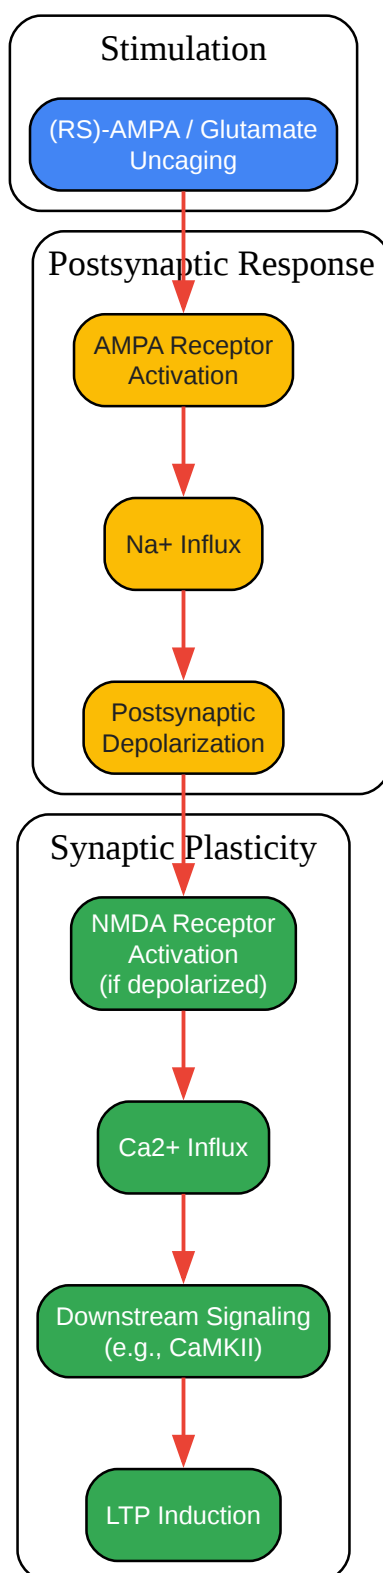 Stimulation
(RS)-AMPA / Glutamate
Uncaging
Postsynaptic Response
AMPA Receptor
Activation
Na+ Influx
Postsynaptic
Depolarization
Synaptic Plasticity
NMDA Receptor
Activation
(if depolarized)
Ca2+ Influx
Downstream Signaling
(e.g., CaMKII)
LTP Induction